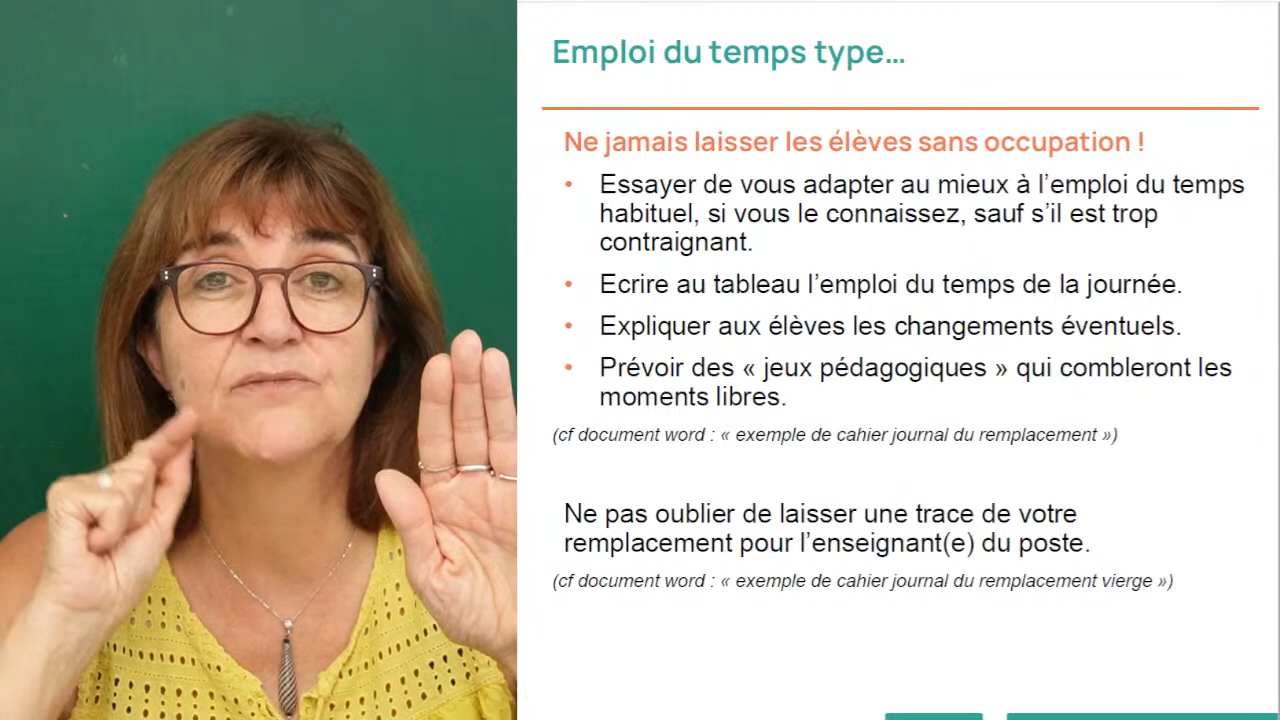 Emploi du temps type…
Ne jamais laisser les élèves sans occupation !
• Essayer de vous adapter au mieux à l’emploi du temps
habituel, si vous le connaissez, sauf s’il est trop
contraignant.
• Ecrire au tableau l’emploi du temps de la journée.
• Expliquer aux élèves les changements éventuels.
• Prévoir des « jeux pédagogiques » qui combleront les
moments libres.
(cf document word : « exemple de cahier journal du remplacement »)
Ne pas oublier de laisser une trace de votre
remplacement pour l’enseignant(e) du poste.
(cf document word : « exemple de cahier journal du remplacement vierge »)